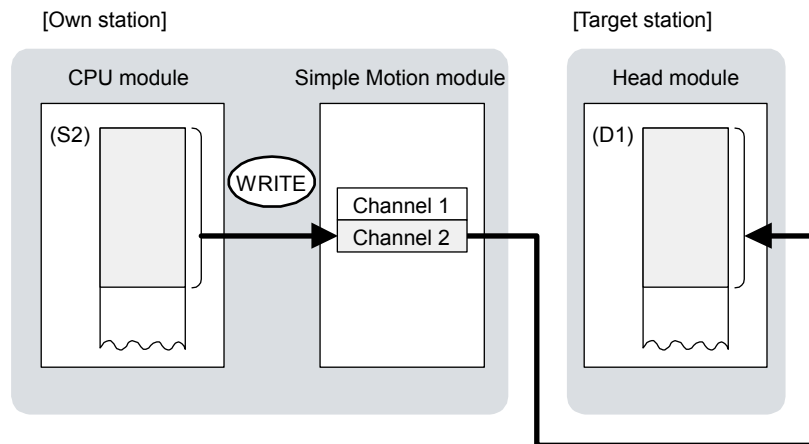 [Own station]
[Target station]
CPU module
Simple Motion module
Head module
(S2)
(D1)
WRITE
Channel 1
Channel 2